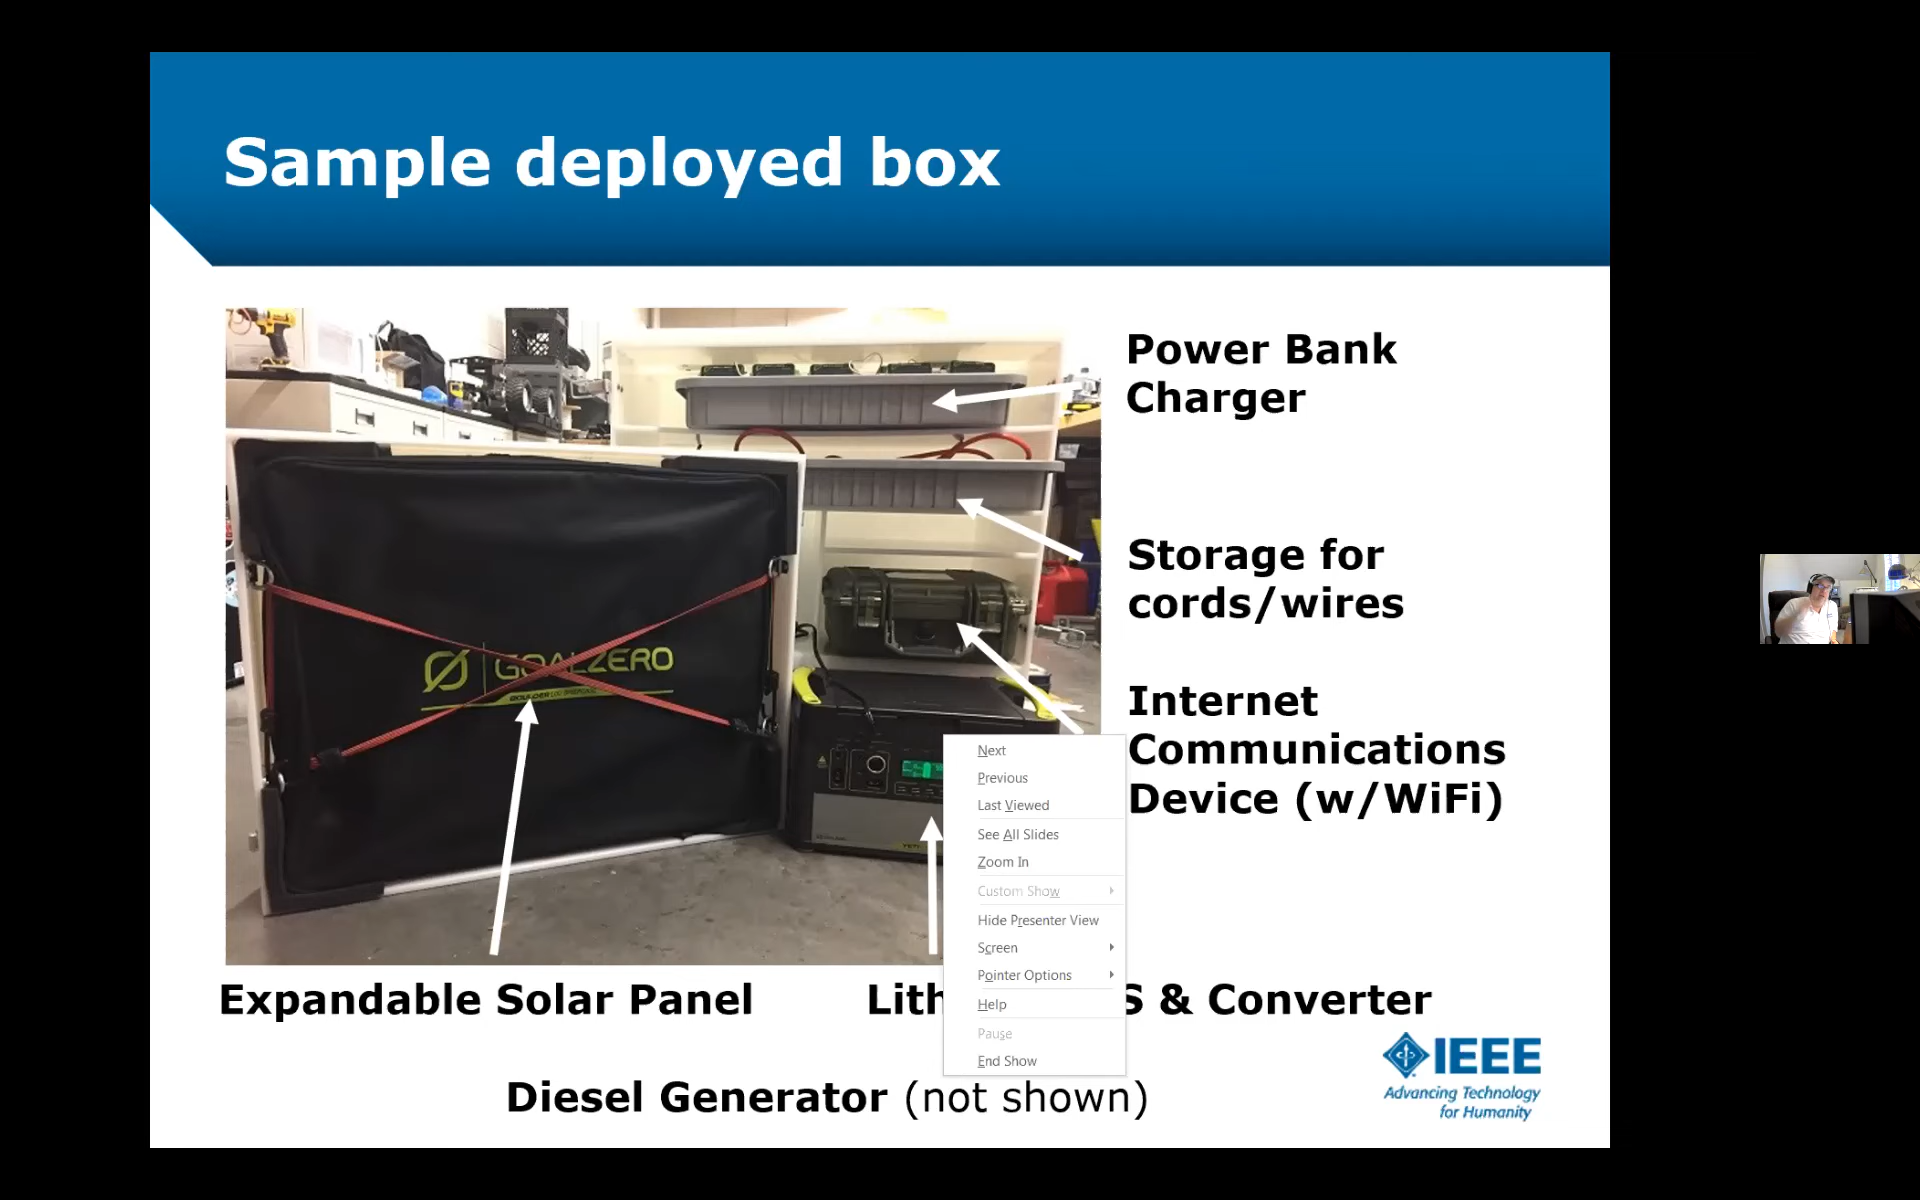 Sample deployed box
Power Bank
Charger
Storage for
cords/wires
GOALZERO
Internet
Communications
Device (w/WiFi)
Next
Previous
Last Viewed
See All Slides
Zoom In
Custom Show
Hide Presenter View
Screen
Pointer Options
Help
Pause
End Show
Expandable Solar Panel
& Converter
Diesel Generator (not shown)
IEEE
Advancing Technology
for Humanity